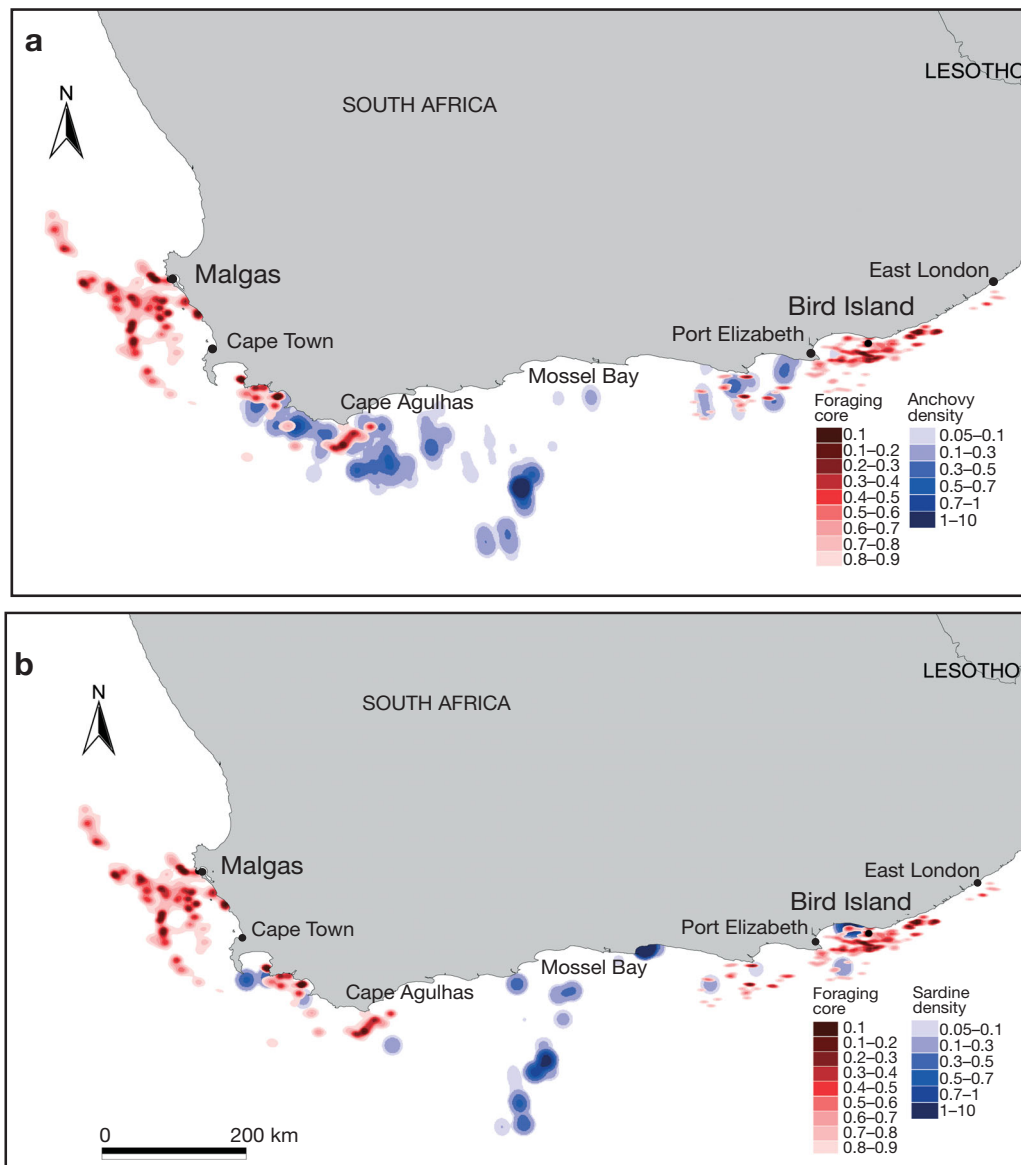 a
LESOTHO
N
SOUTH AFRICA
Malgas
East London
Bird Island
Cape Town
Port Elizabeth
Mossel Bay
Cape Agulhas
Foraging
core
0.1
0.1–0.2
0.2–0.3
0.3–0.4
0.4–0.5
0.5–0.6
0.6–0.7
0.7–0.8
0.8–0.9
Anchovy
density
0.05–0.1
0.1–0.3
0.3–0.5
0.5–0.7
0.7–1
1–10
b
LESOTHO
N
SOUTH AFRICA
Malgas
East London
Bird Island
Cape Town
Port Elizabeth
Mossel Bay
Cape Agulhas
Foraging
core
0.1
0.1–0.2
0.2–0.3
0.3–0.4
0.4–0.5
0.5–0.6
0.6–0.7
0.7–0.8
0.8–0.9
Sardine
density
0.05–0.1
0.1–0.3
0.3–0.5
0.5–0.7
0.7–1
1–10
0 200 km